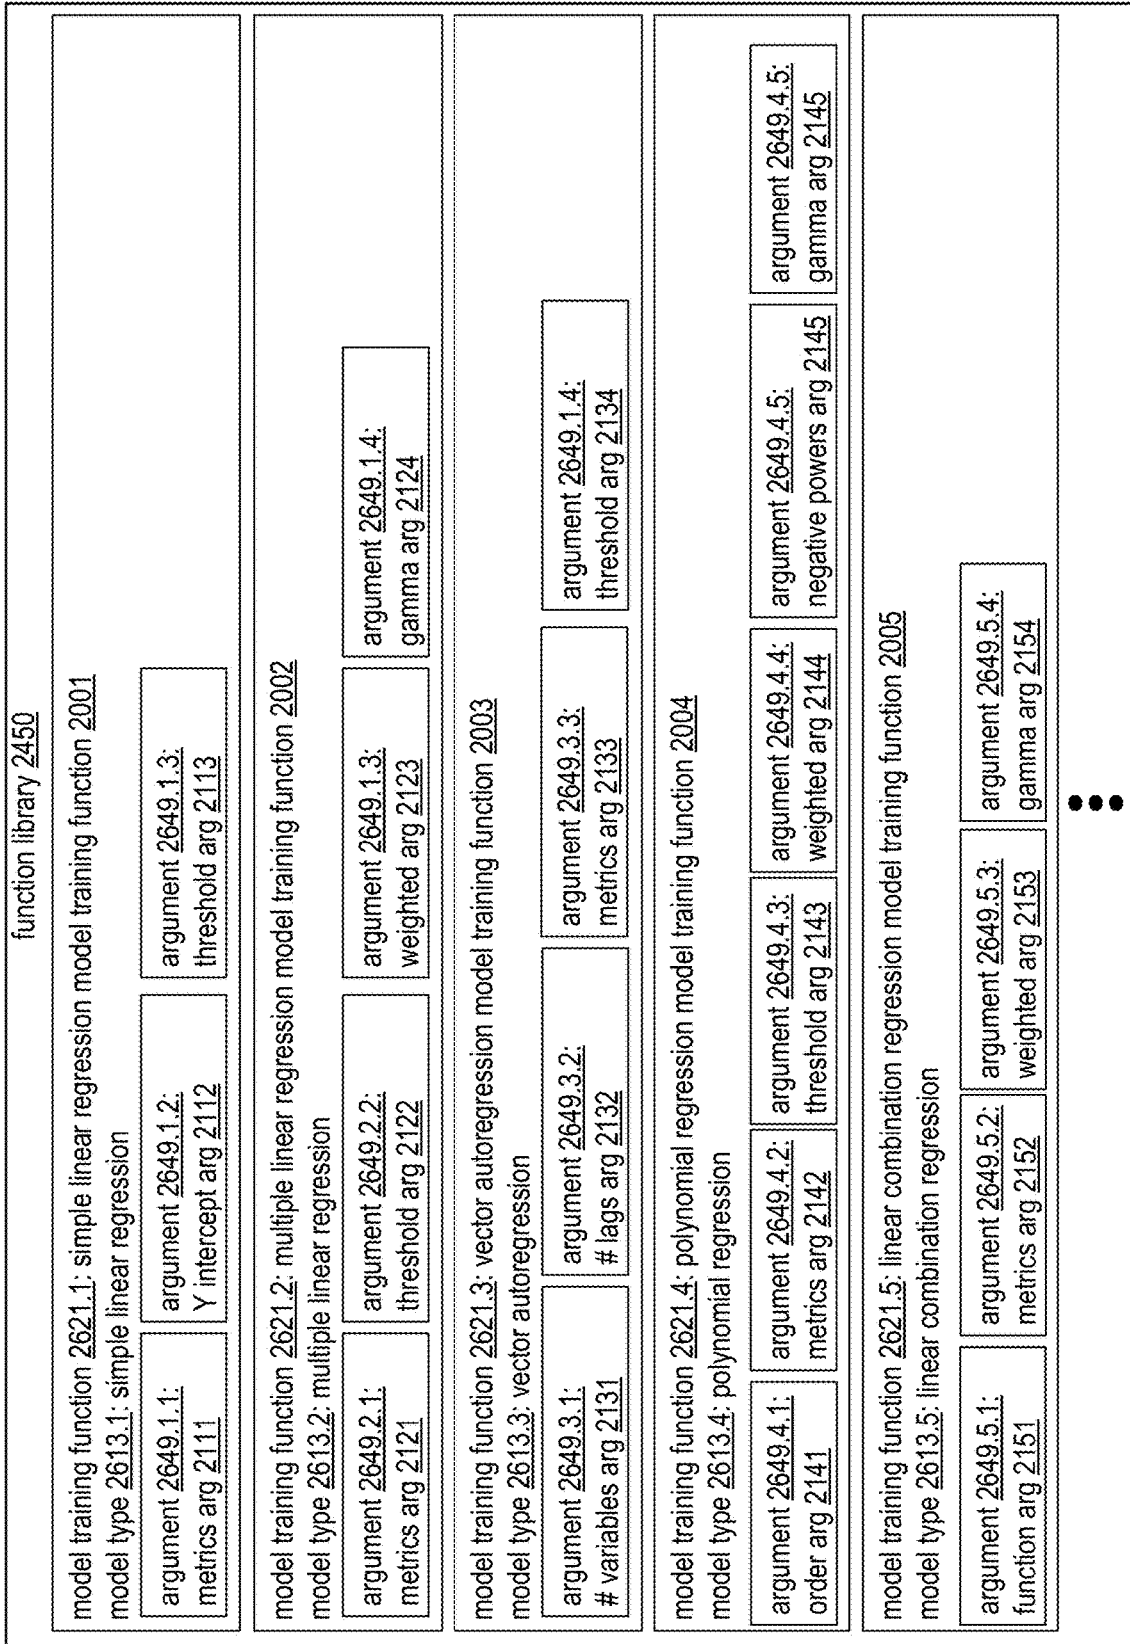 function library 2450
model training function 2621.1: simple linear regression model training function 2001
model type 2613.1: simple linear regression
argument 2649.1.1:
metrics arg 2111
argument 2649.1.2:
Y intercept arg 2112
argument 2649.1.3:
threshold arg 2113
model training function 2621.2: multiple linear regression model training function 2002
model type 2613.2: multiple linear regression
argument 2649.2.1:
metrics arg 2121
argument 2649.2.2:
threshold arg 2122
argument 2649.1.3:
weighted arg 2123
argument 2649.1.4:
gamma arg 2124
model training function 2621.3: vector autoregression model training function 2003
model type 2613.3: vector autoregression
argument 2649.3.1:
# variables arg 2131
argument 2649.3.2:
# lags arg 2132
argument 2649.3.3:
metrics arg 2133
argument 2649.1.4:
threshold arg 2134
model training function 2621.4: polynomial regression model training function 2004
model type 2613.4: polynomial regression
argument 2649.4.1:
order arg 2141
argument 2649.4.2:
metrics arg 2142
argument 2649.4.3:
threshold arg 2143
argument 2649.4.4:
weighted arg 2144
argument 2649.4.5:
negative powers arg 2145
argument 2649.4.5:
gamma arg 2145
model training function 2621.5: linear combination regression model training function 2005
model type 2613.5: linear combination regression
argument 2649.5.1:
function arg 2151
argument 2649.5.2:
metrics arg 2152
argument 2649.5.3:
weighted arg 2153
argument 2649.5.4:
gamma arg 2154